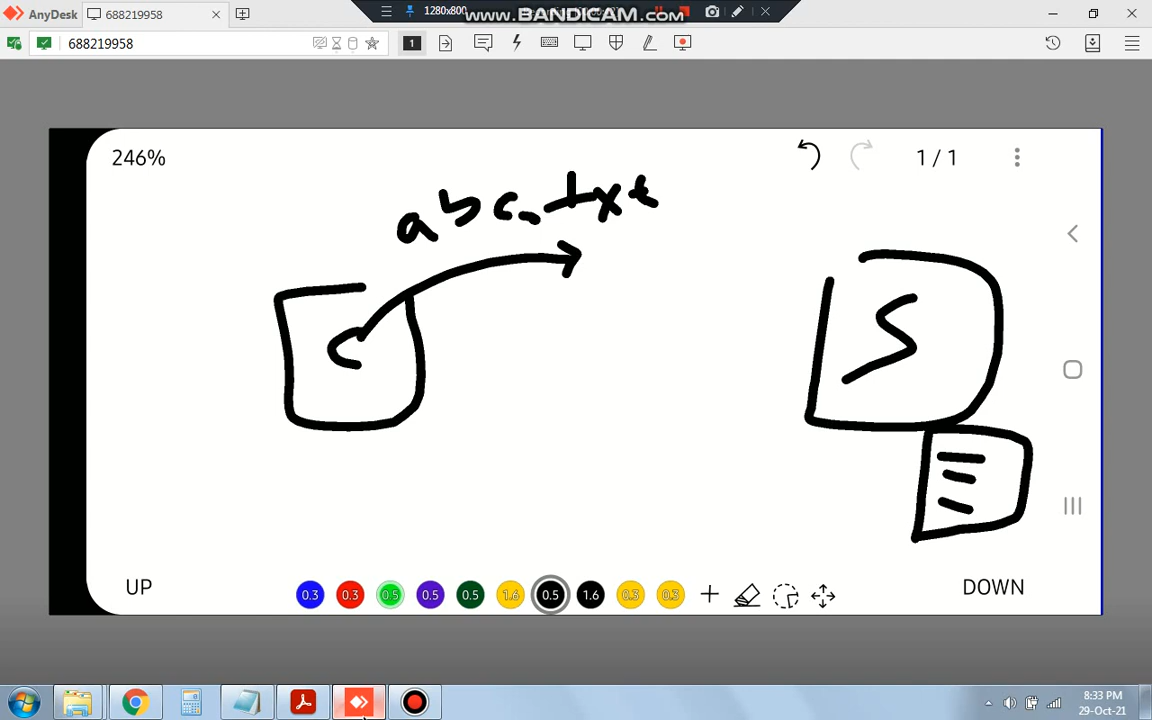 AnyDesk
688219958
1280x800
www.BANDICAM.com
688219958
1
246%
1 / 1
abc.txt
C
S
UP
0.3
0.3
0.5
0.5
0.5
1.6
0.5
1.6
0.3
0.3
DOWN
8:33 PM
29-Oct-21